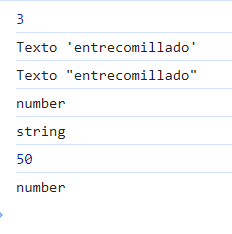 3
Texto 'entrecomillado'
Texto "entrecomillado"
number
string
50
number